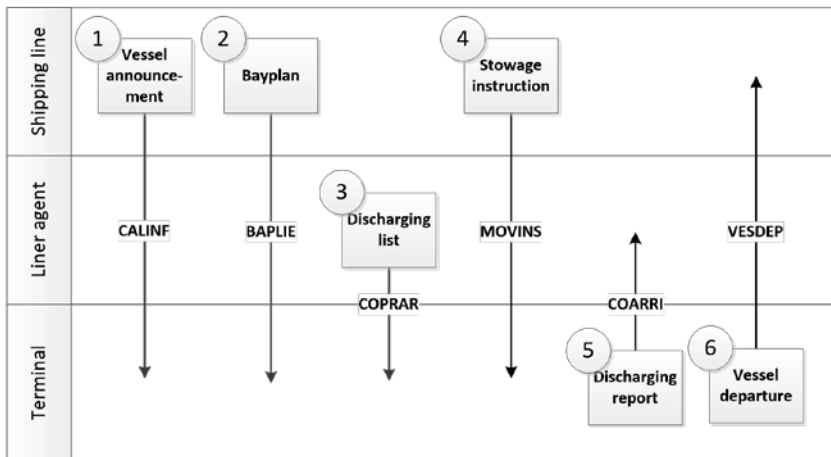 Shipping line
1
Vessel
announce-
ment
2
Bayplan
4
Stowage
instruction
Liner agent
CALINF
BAPLIE
3
Discharging
list
MOVINS
VESDEP
COPRAR
COARRI
Terminal
5
Discharging
report
6
Vessel
departure